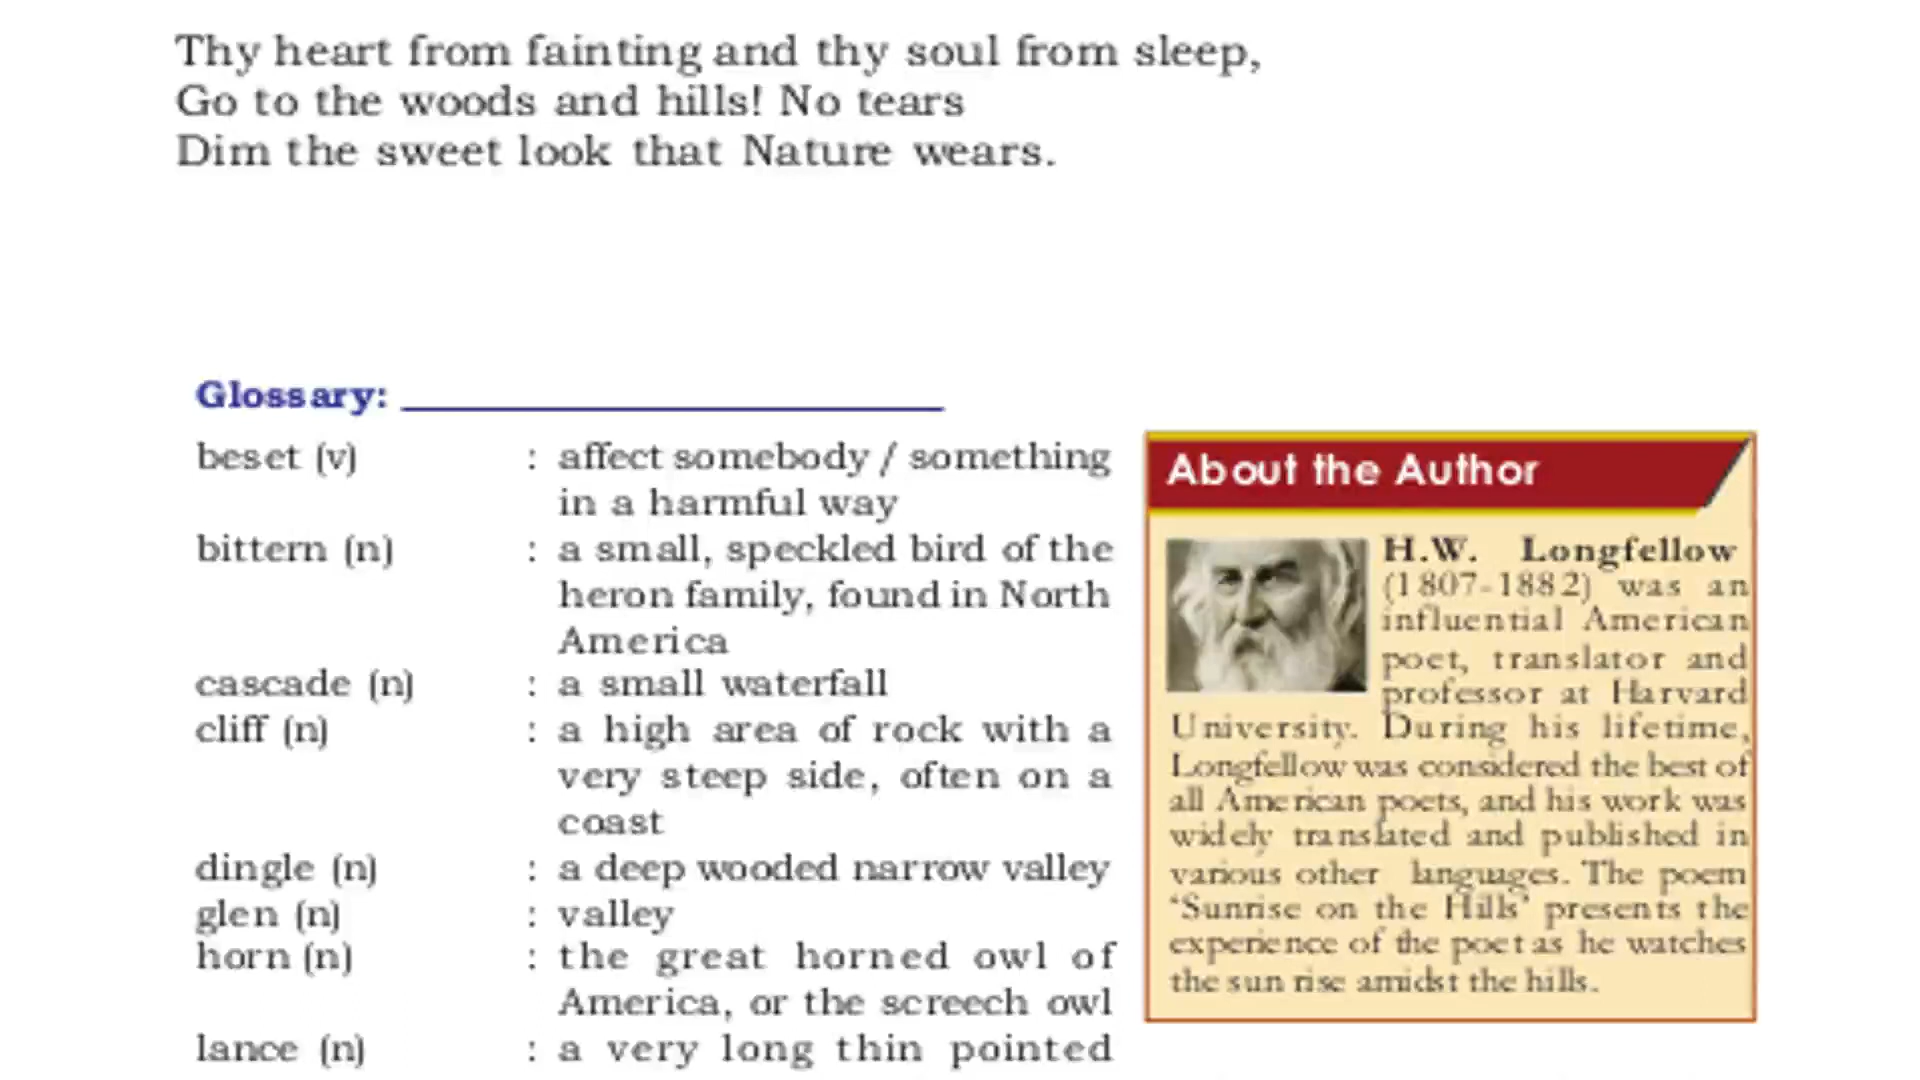 Thy heart from fainting and thy soul from sleep,
Go to the woods and hills! No tears
Dim the sweet look that Nature wears.
Glossary:
beset (v) : affect somebody / something
in a harmful way
bittern (n) : a small, speckled bird of the
heron family, found in North
America
cascade (n) : a small waterfall
cliff (n) : a high area of rock with a
very steep side, often on a
coast
dingle (n) : a deep wooded narrow valley
glen (n) : valley
horn (n) : the great horned owl of
America, or the screech owl
lance (n) : a very long thin pointed
About the Author
H.W. Longfellow
(1807-1882) was an
influential American
poet, translator and
professor at Harvard
University. During his lifetime,
Longfellow was considered the best of
all American poets, and his work was
widely translated and published in
various other languages. The poem
‘Sunrise on the Hills’ presents the
experience of the poet as he watches
the sun rise amidst the hills.